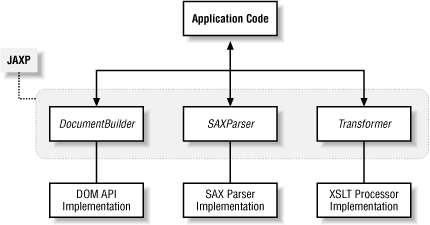 Application Code
JAXP
DocumentBuilder
SAXParser
Transformer
DOM API
Implementation
SAX Parser
Implementation
XSLT Processor
Implementation